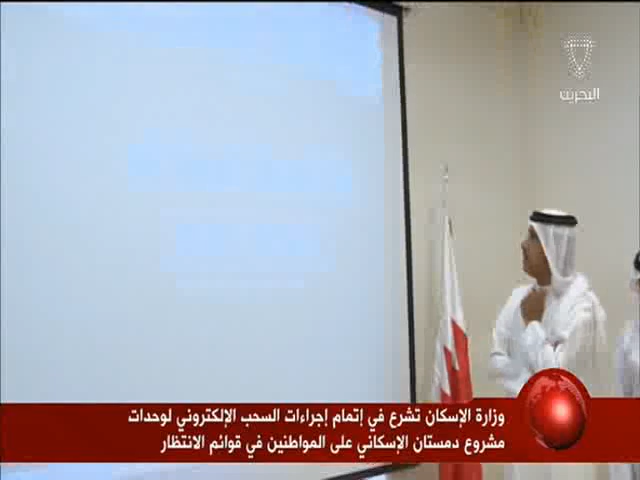 البحرين
وزارة الإسكان تشرع في إتمام إجراءات السحب الإلكتروني لوحدات
مشروع دمستان الإسكاني على المواطنين في قوائم الانتظار